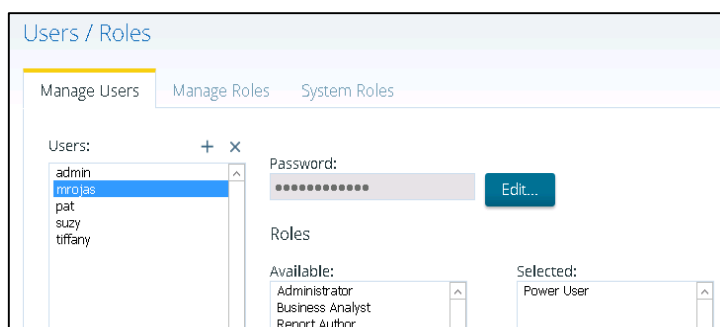 Users / Roles
Manage Users Manage Roles System Roles
Users: + ×
admin
mrojas
pat
suzy
tiffany
Password:
●●●●●●●●●●●●
Edit...
Roles
Available:
Administrator
Business Analyst
Report Author
Selected:
Power User